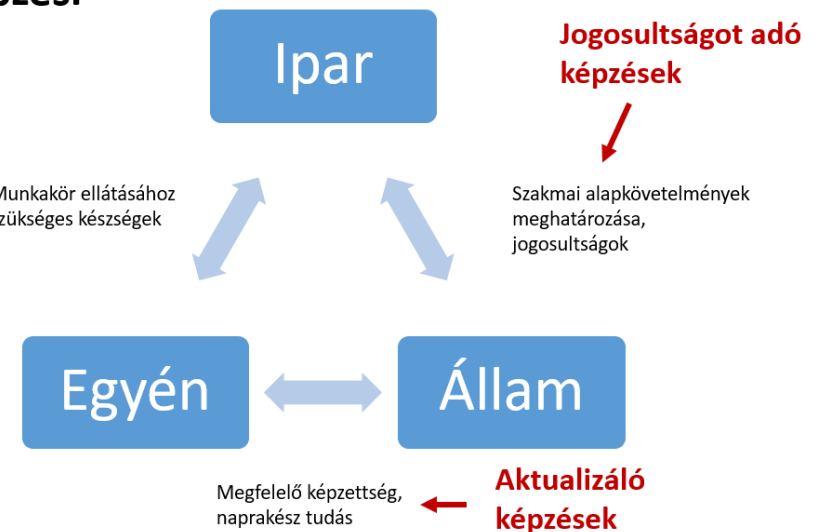 Ipar
Jogosultságot adó
képzések
Munkakör ellátásához
szükséges készségek
Szakmai alapkövetelmények
meghatározása,
jogosultságok
Egyén
Állam
Megfelelő képzettség,
naprakész tudás
Aktualizáló
képzések